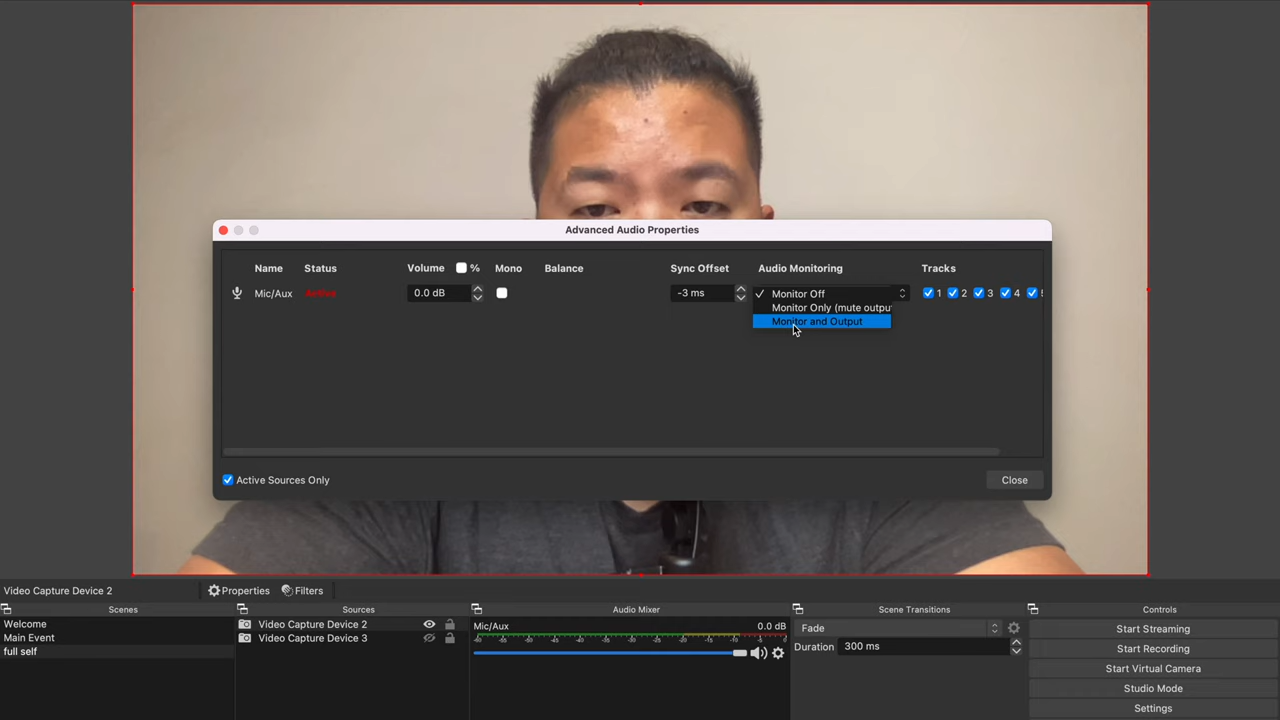 Advanced Audio Properties
Name Status Volume % Mono Balance Sync Offset Audio Monitoring Tracks
Mic/Aux Active 0.0 dB -3 ms Monitor Off 1 2 3 4 5
Monitor Only (mute outpu
Monitor and Output
Active Sources Only Close
Video Capture Device 2 Properties Filters
Scenes Sources Audio Mixer Scene Transitions Controls
Welcome Video Capture Device 2 Mic/Aux 0.0 dB Fade Start Streaming
Main Event Video Capture Device 3 Duration 300 ms Start Recording
full self Start Virtual Camera
Studio Mode
Settings